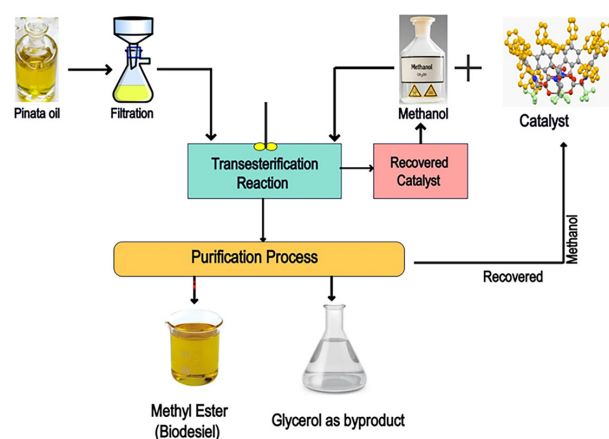 Pinata oil
Filtration
Methanol
Methanol
Catalyst
Transesterification
Reaction
Recovered
Catalyst
Purification Process
Recovered
Methanol
Methyl Ester
(Biodesiel)
Glycerol as byproduct